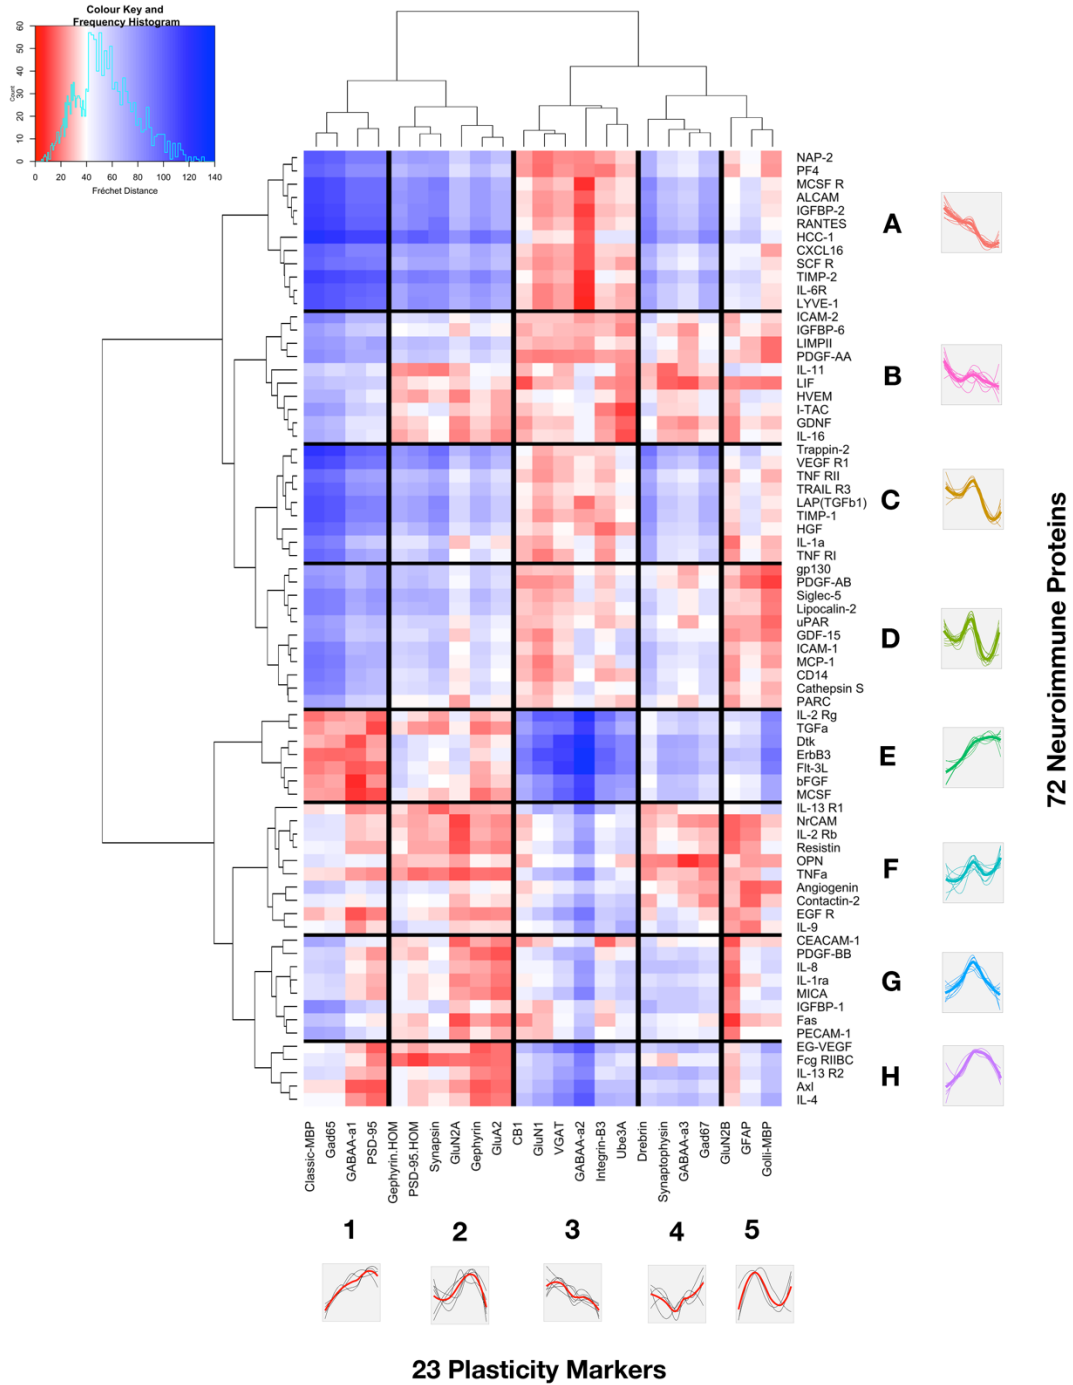 Colour Key and
Frequency Histogram
Count
0 10 20 30 40 50 60
0 20 40 60 80 100 120 140
Fréchet Distance
NAP-2
PF4
MCSF R
ALCAM
IGFBP-2
RANTES
HCC-1
CXCL16
SCF R
TIMP-2
IL-6R
LYVE-1
A
ICAM-2
IGFBP-6
LIMPII
PDGF-AA
IL-11
LIF
HVEM
I-TAC
GDNF
IL-16
B
Trappin-2
VEGF R1
TNF RII
TRAIL R3
LAP(TGFb1)
TIMP-1
HGF
IL-1a
TNF RI
C
gp130
PDGF-AB
Siglec-5
Lipocalin-2
uPAR
GDF-15
ICAM-1
MCP-1
CD14
Cathepsin S
PARC
D
IL-2 Rg
TGFa
Dtk
ErbB3
Flt-3L
bFGF
MCSF
E
IL-13 R1
NrCAM
IL-2 Rb
Resistin
OPN
TNFa
Angiogenin
Contactin-2
EGF R
IL-9
F
CEACAM-1
PDGF-BB
IL-8
IL-1ra
MICA
IGFBP-1
Fas
PECAM-1
G
EG-VEGF
Fcg RIIBC
IL-13 R2
Axl
IL-4
H
72 Neuroimmune Proteins
Classic-MBP
Gad65
GABAA-a1
PSD-95
Gephyrin.HOM
PSD-95.HOM
Synapsin
GluN2A
Gephyrin
GluA2
CB1
GluN1
VGAT
GABAA-a2
Integrin-B3
Ube3A
Drebrin
Synaptophysin
GABAA-a3
Gad67
GluN2B
GFAP
Golli-MBP
1 2 3 4 5
23 Plasticity Markers